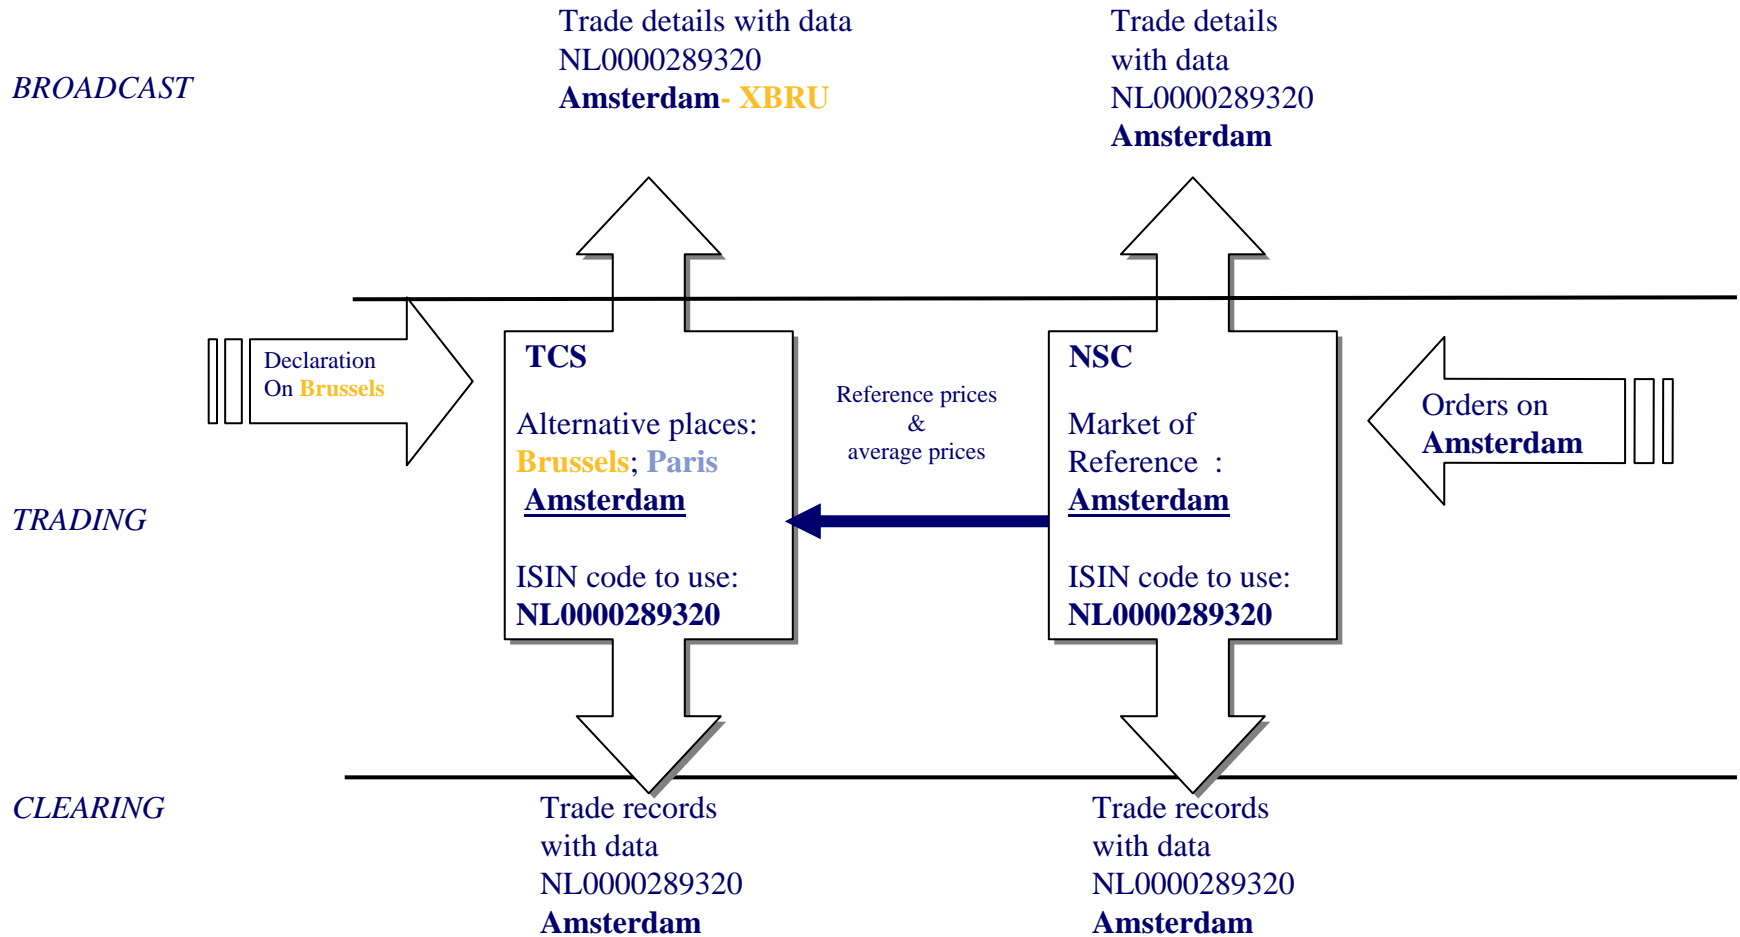 Trade details with data
NL0000289320
Amsterdam- XBRU
Trade details
with data
NL0000289320
Amsterdam
BROADCAST
Declaration
On Brussels
TCS
Alternative places:
Brussels; Paris
Amsterdam
ISIN code to use:
NL0000289320
Reference prices
&
average prices
NSC
Market of
Reference :
Amsterdam
ISIN code to use:
NL0000289320
Orders on
Amsterdam
TRADING
CLEARING
Trade records
with data
NL0000289320
Amsterdam
Trade records
with data
NL0000289320
Amsterdam